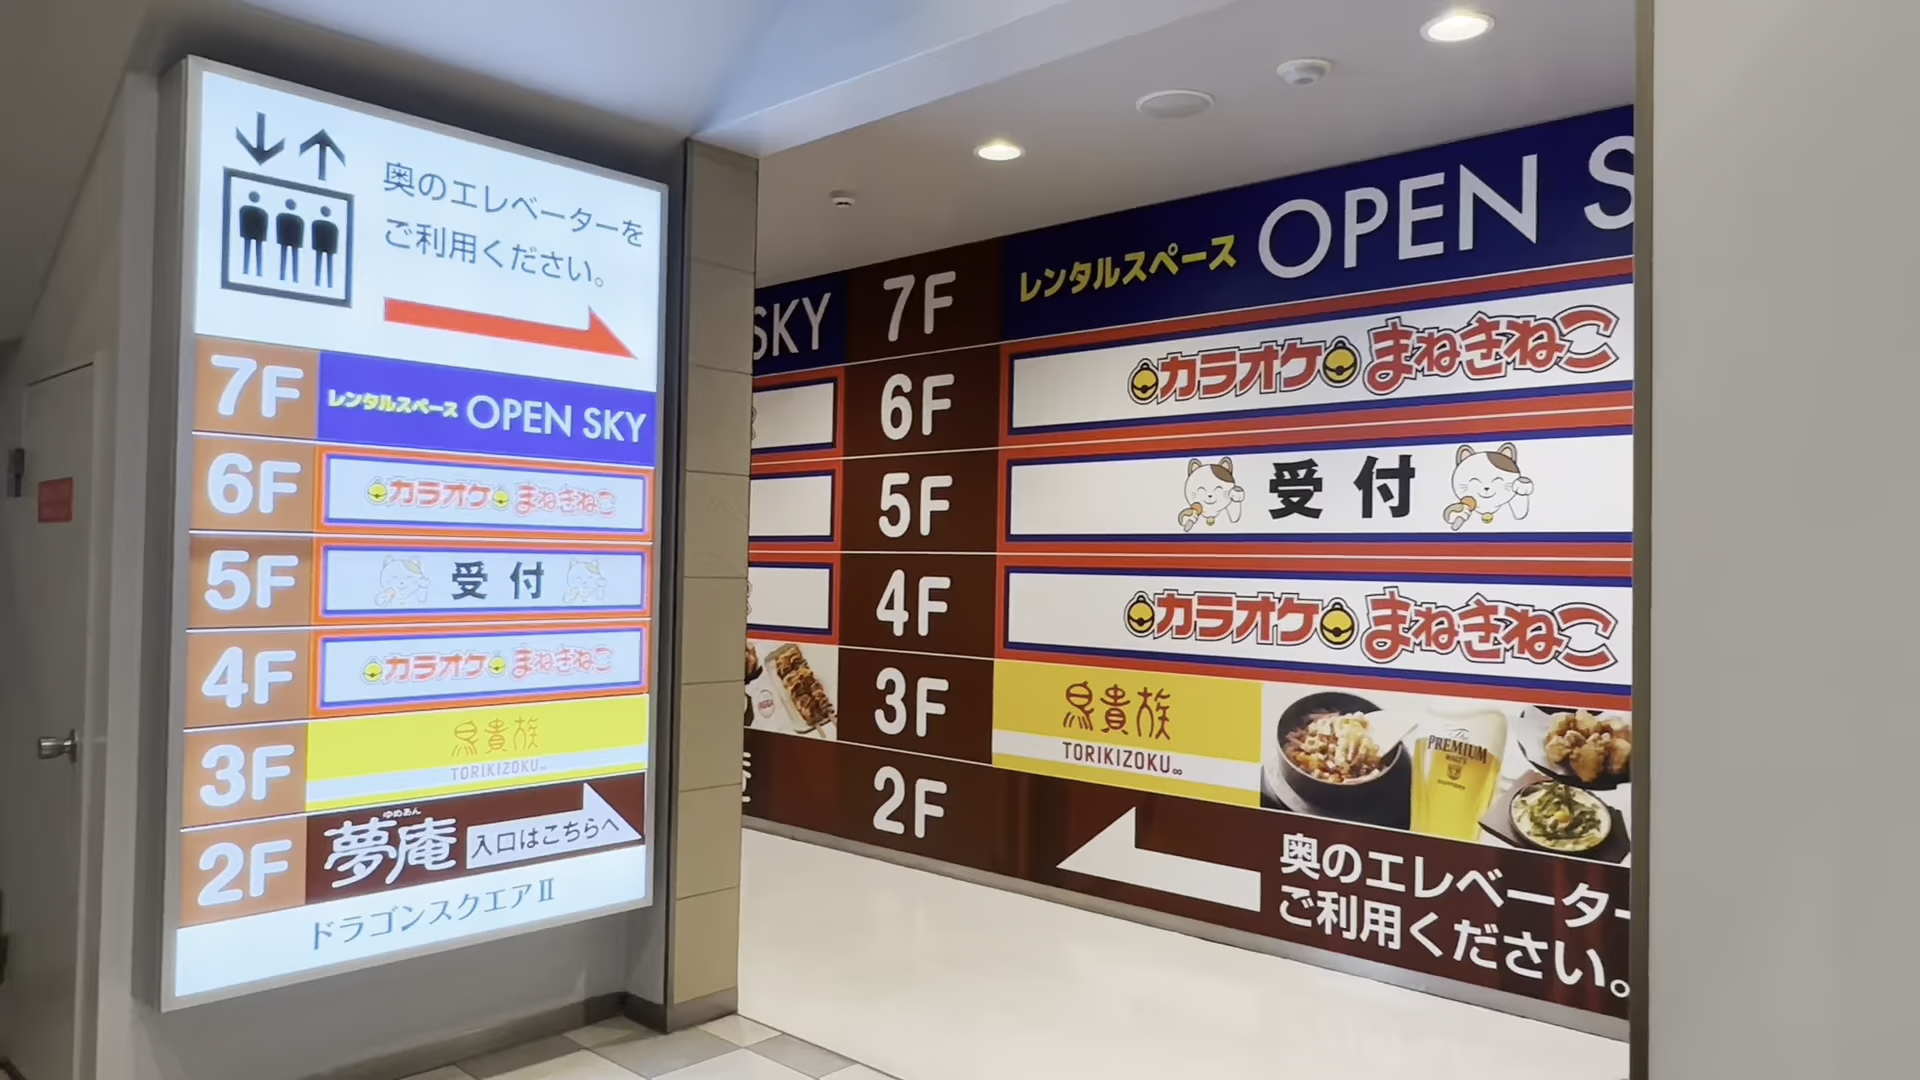 奥のエレベーターを
ご利用ください。
7F レンタルスペース OPEN SKY
6F カラオケ まねきねこ
5F 受付
4F カラオケ まねきねこ
3F 鳥貴族
TORIKIZOKU∞
ゆめあん
2F 夢庵 入口はこちらへ
ドラゴンスクエアⅡ
SKY
7F レンタルスペース OPEN S
6F カラオケ まねきねこ
5F 受付
4F カラオケ まねきねこ
3F 鳥貴族
TORIKIZOKU∞
The
PREMIUM
MALT'S
2F
奥のエレベーター
ご利用ください。